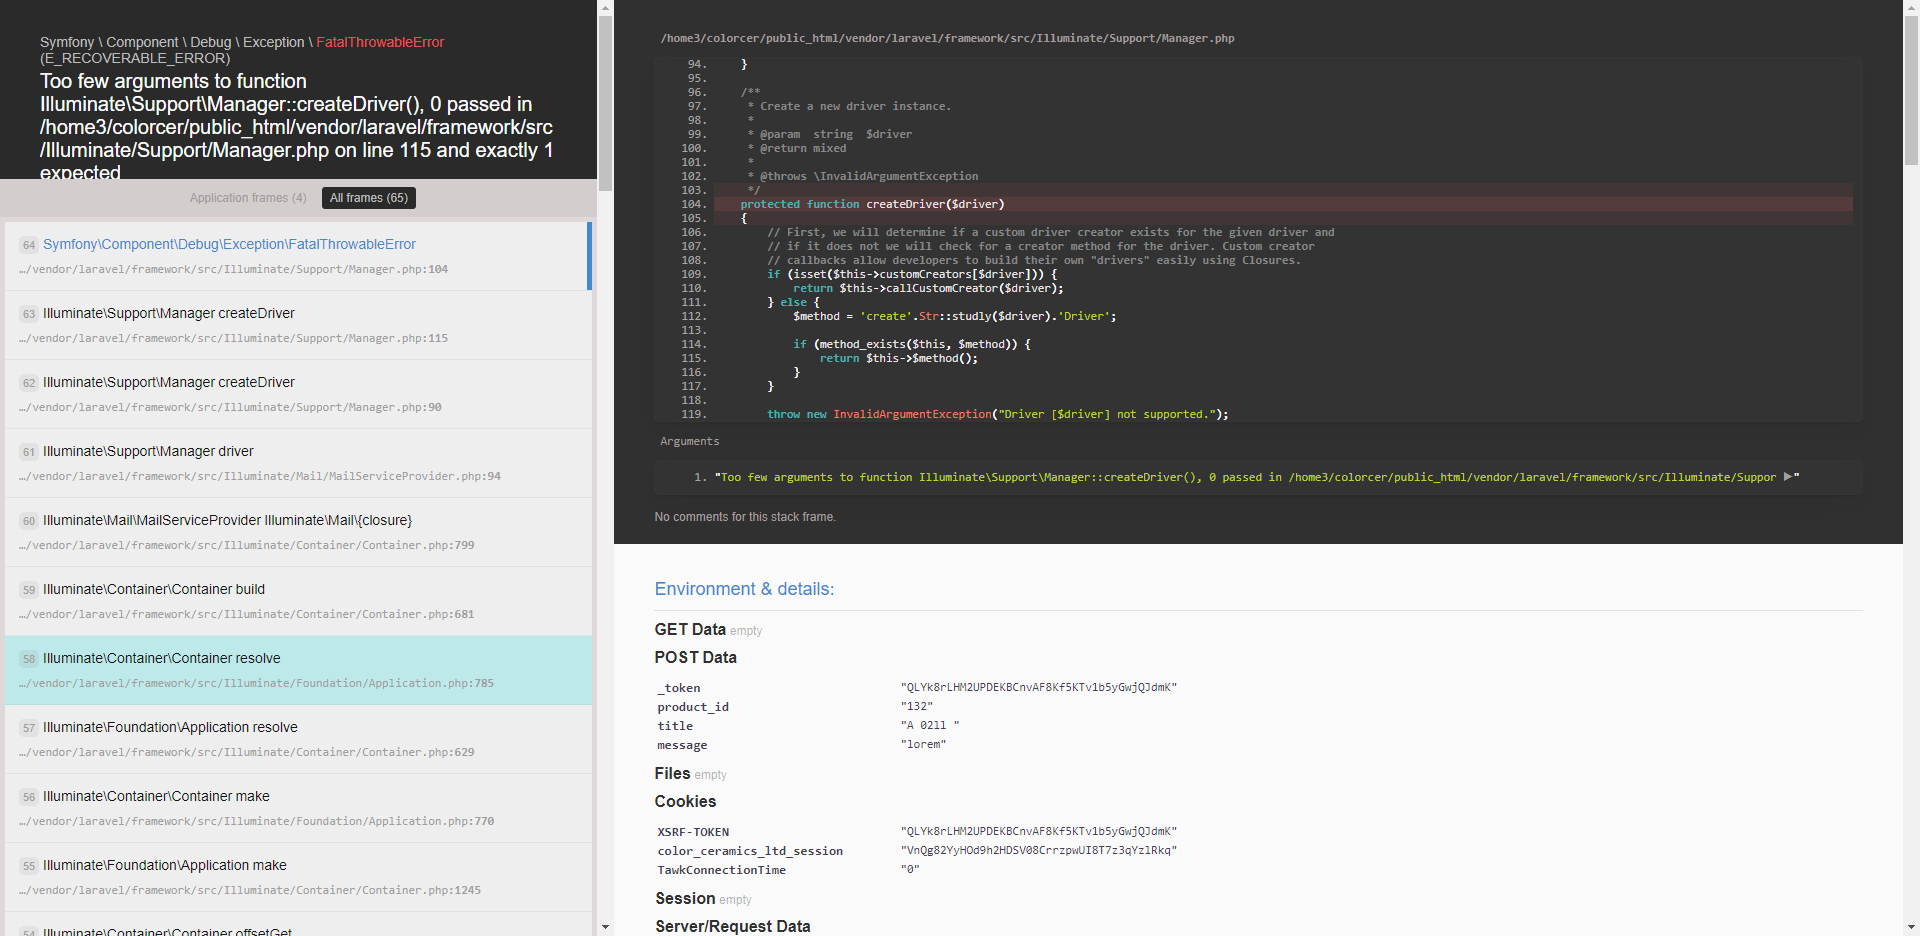 Symfony \ Component \ Debug \ Exception \ FatalThrowableError
(E_RECOVERABLE_ERROR)
Too few arguments to function
Illuminate\Support\Manager::createDriver(), 0 passed in
/home3/colorcer/public_html/vendor/laravel/framework/src
/Illuminate/Support/Manager.php on line 115 and exactly 1
expected
Application frames (4) All frames (65)
64 Symfony\Component\Debug\Exception\FatalThrowableError
…/vendor/laravel/framework/src/Illuminate/Support/Manager.php:104
63 Illuminate\Support\Manager createDriver
…/vendor/laravel/framework/src/Illuminate/Support/Manager.php:115
62 Illuminate\Support\Manager createDriver
…/vendor/laravel/framework/src/Illuminate/Support/Manager.php:90
61 Illuminate\Support\Manager driver
…/vendor/laravel/framework/src/Illuminate/Mail/MailServiceProvider.php:94
60 Illuminate\Mail\MailServiceProvider Illuminate\Mail\{closure}
…/vendor/laravel/framework/src/Illuminate/Container/Container.php:799
59 Illuminate\Container\Container build
…/vendor/laravel/framework/src/Illuminate/Container/Container.php:681
58 Illuminate\Container\Container resolve
…/vendor/laravel/framework/src/Illuminate/Foundation/Application.php:785
57 Illuminate\Foundation\Application resolve
…/vendor/laravel/framework/src/Illuminate/Container/Container.php:629
56 Illuminate\Container\Container make
…/vendor/laravel/framework/src/Illuminate/Foundation/Application.php:770
55 Illuminate\Foundation\Application make
…/vendor/laravel/framework/src/Illuminate/Container/Container.php:1245
54 Illuminate\Container\Container offsetGet
/home3/colorcer/public_html/vendor/laravel/framework/src/Illuminate/Support/Manager.php
94. }
95.
96. /**
97. * Create a new driver instance.
98. *
99. * @param  string  $driver
100. * @return mixed
101. *
102. * @throws \InvalidArgumentException
103. */
104. protected function createDriver($driver)
105. {
106. // First, we will determine if a custom driver creator exists for the given driver and
107. // if it does not we will check for a creator method for the driver. Custom creator
108. // callbacks allow developers to build their own "drivers" easily using Closures.
109. if (isset($this->customCreators[$driver])) {
110. return $this->callCustomCreator($driver);
111. } else {
112. $method = 'create'.Str::studly($driver).'Driver';
113.
114. if (method_exists($this, $method)) {
115. return $this->$method();
116. }
117. }
118.
119. throw new InvalidArgumentException("Driver [$driver] not supported.");
Arguments
1. "Too few arguments to function Illuminate\Support\Manager::createDriver(), 0 passed in /home3/colorcer/public_html/vendor/laravel/framework/src/Illuminate/Suppor ▶"
No comments for this stack frame.
Environment & details:
GET Data empty
POST Data
_token "QLYk8rLHM2UPDEKBCnvAF8Kf5KTv1b5yGwjQJdmK"
product_id "132"
title "A 02ll "
message "lorem"
Files empty
Cookies
XSRF-TOKEN "QLYk8rLHM2UPDEKBCnvAF8Kf5KTv1b5yGwjQJdmK"
color_ceramics_ltd_session "VnQg82YyHOd9h2HDSV08CrrzpwUI8T7z3qYzlRkq"
TawkConnectionTime "0"
Session empty
Server/Request Data